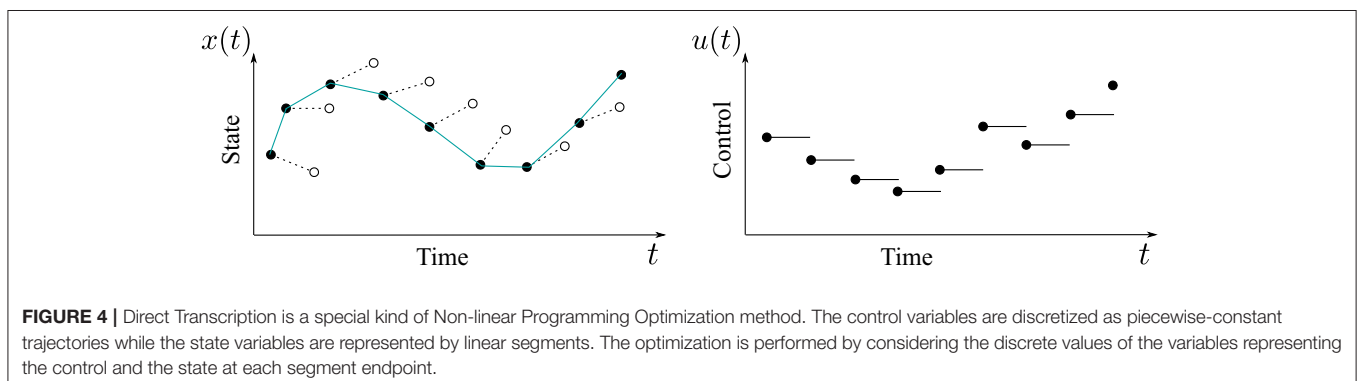 x(t)
State
Time
t
u(t)
Control
Time
t
FIGURE 4 | Direct Transcription is a special kind of Non-linear Programming Optimization method. The control variables are discretized as piecewise-constant
trajectories while the state variables are represented by linear segments. The optimization is performed by considering the discrete values of the variables representing
the control and the state at each segment endpoint.